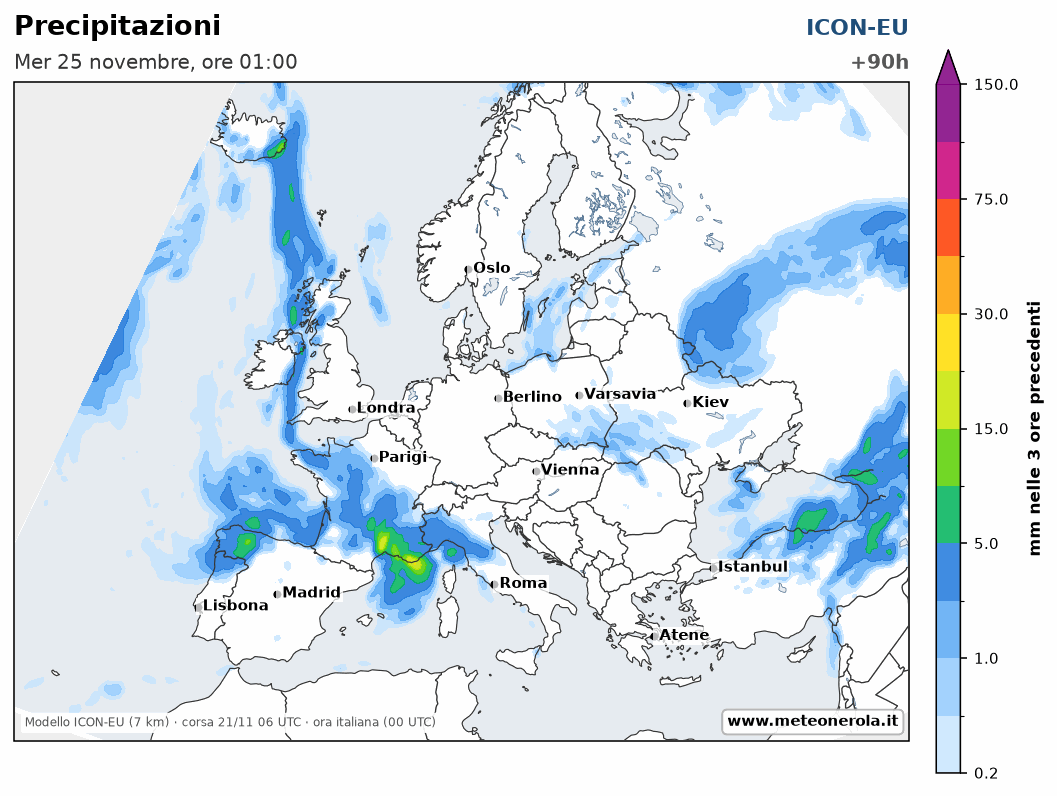 Precipitazioni
ICON-EU
Mer 25 novembre, ore 01:00
+90h
150.0
75.0
30.0
15.0
5.0
1.0
0.2
mm nelle 3 ore precedenti
Oslo
Londra
Berlino
Varsavia
Kiev
Parigi
Vienna
Istanbul
Roma
Madrid
Lisbona
Atene
Modello ICON-EU (7 km) · corsa 21/11 06 UTC · ora italiana (00 UTC)
www.meteonerola.it